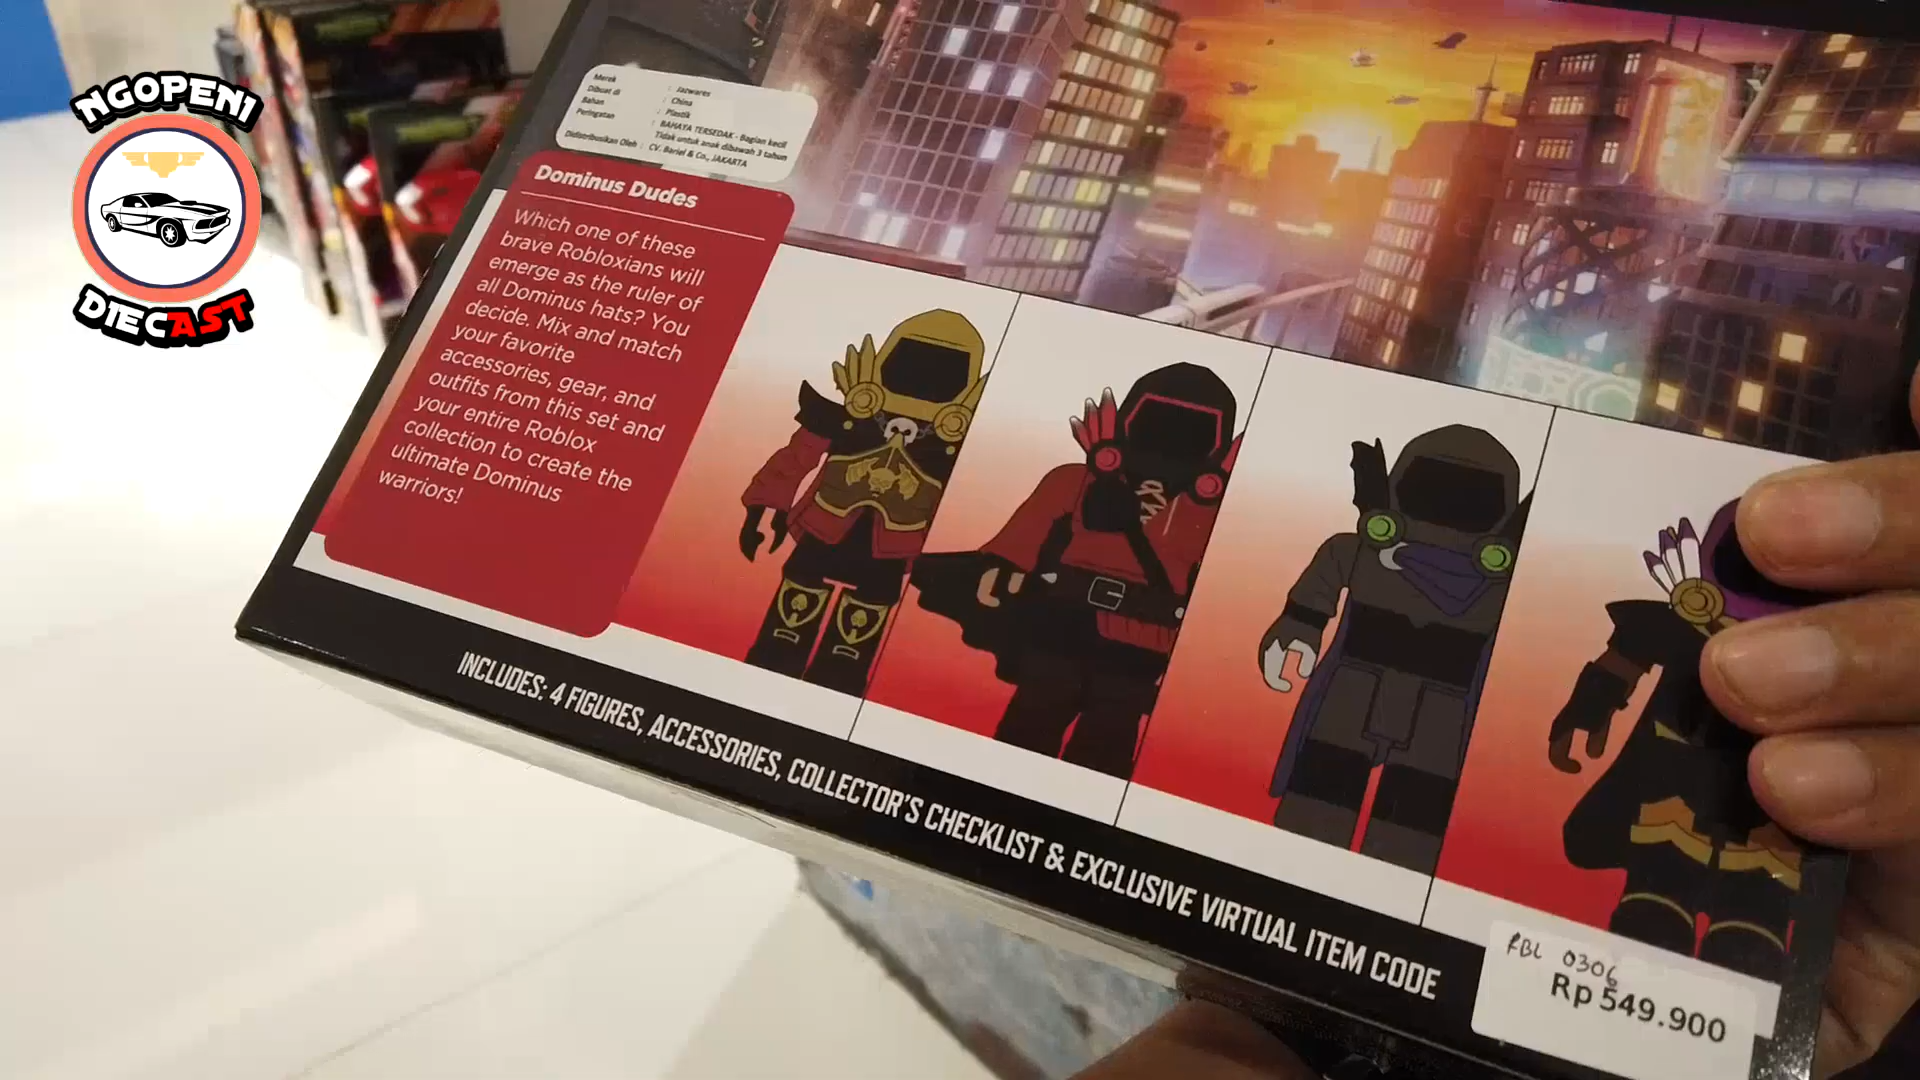 NGOPENI
DIECAST
Merek : Jazwares
Dibuat di : China
Bahan : Plastik
Peringatan : BAHAYA TERSEDAK - Bagian kecil
Tidak untuk anak dibawah 3 tahun
Didistribusikan Oleh : CV. Bariel & Co., JAKARTA
Dominus Dudes
Which one of these
brave Robloxians will
emerge as the ruler of
all Dominus hats? You
decide. Mix and match
your favorite
accessories, gear, and
outfits from this set and
your entire Roblox
collection to create the
ultimate Dominus
warriors!
INCLUDES: 4 FIGURES, ACCESSORIES, COLLECTOR'S CHECKLIST & EXCLUSIVE VIRTUAL ITEM CODE
RBL 0306
Rp 549.900